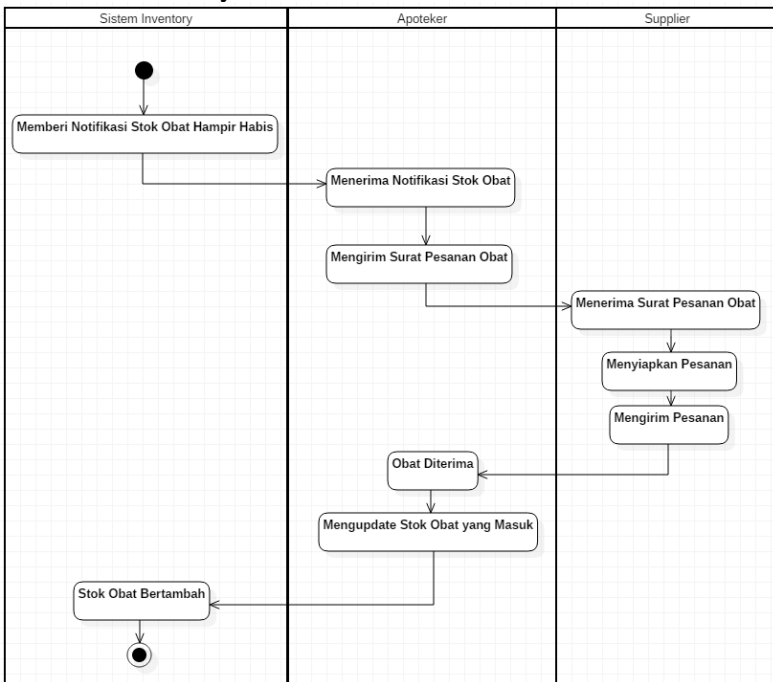 Sistem Inventory
Apoteker
Supplier
Memberi Notifikasi Stok Obat Hampir Habis
Menerima Notifikasi Stok Obat
Mengirim Surat Pesanan Obat
Menerima Surat Pesanan Obat
Menyiapkan Pesanan
Mengirim Pesanan
Obat Diterima
Mengupdate Stok Obat yang Masuk
Stok Obat Bertambah